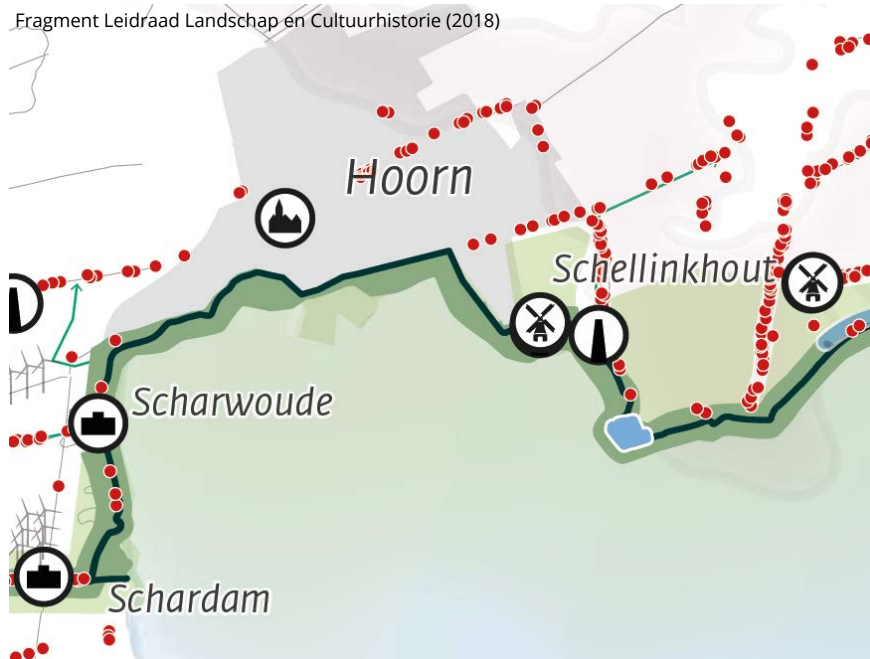 Fragment Leidraad Landschap en Cultuurhistorie (2018)
Hoorn
Schellinkhout
Scharwoude
Schardam